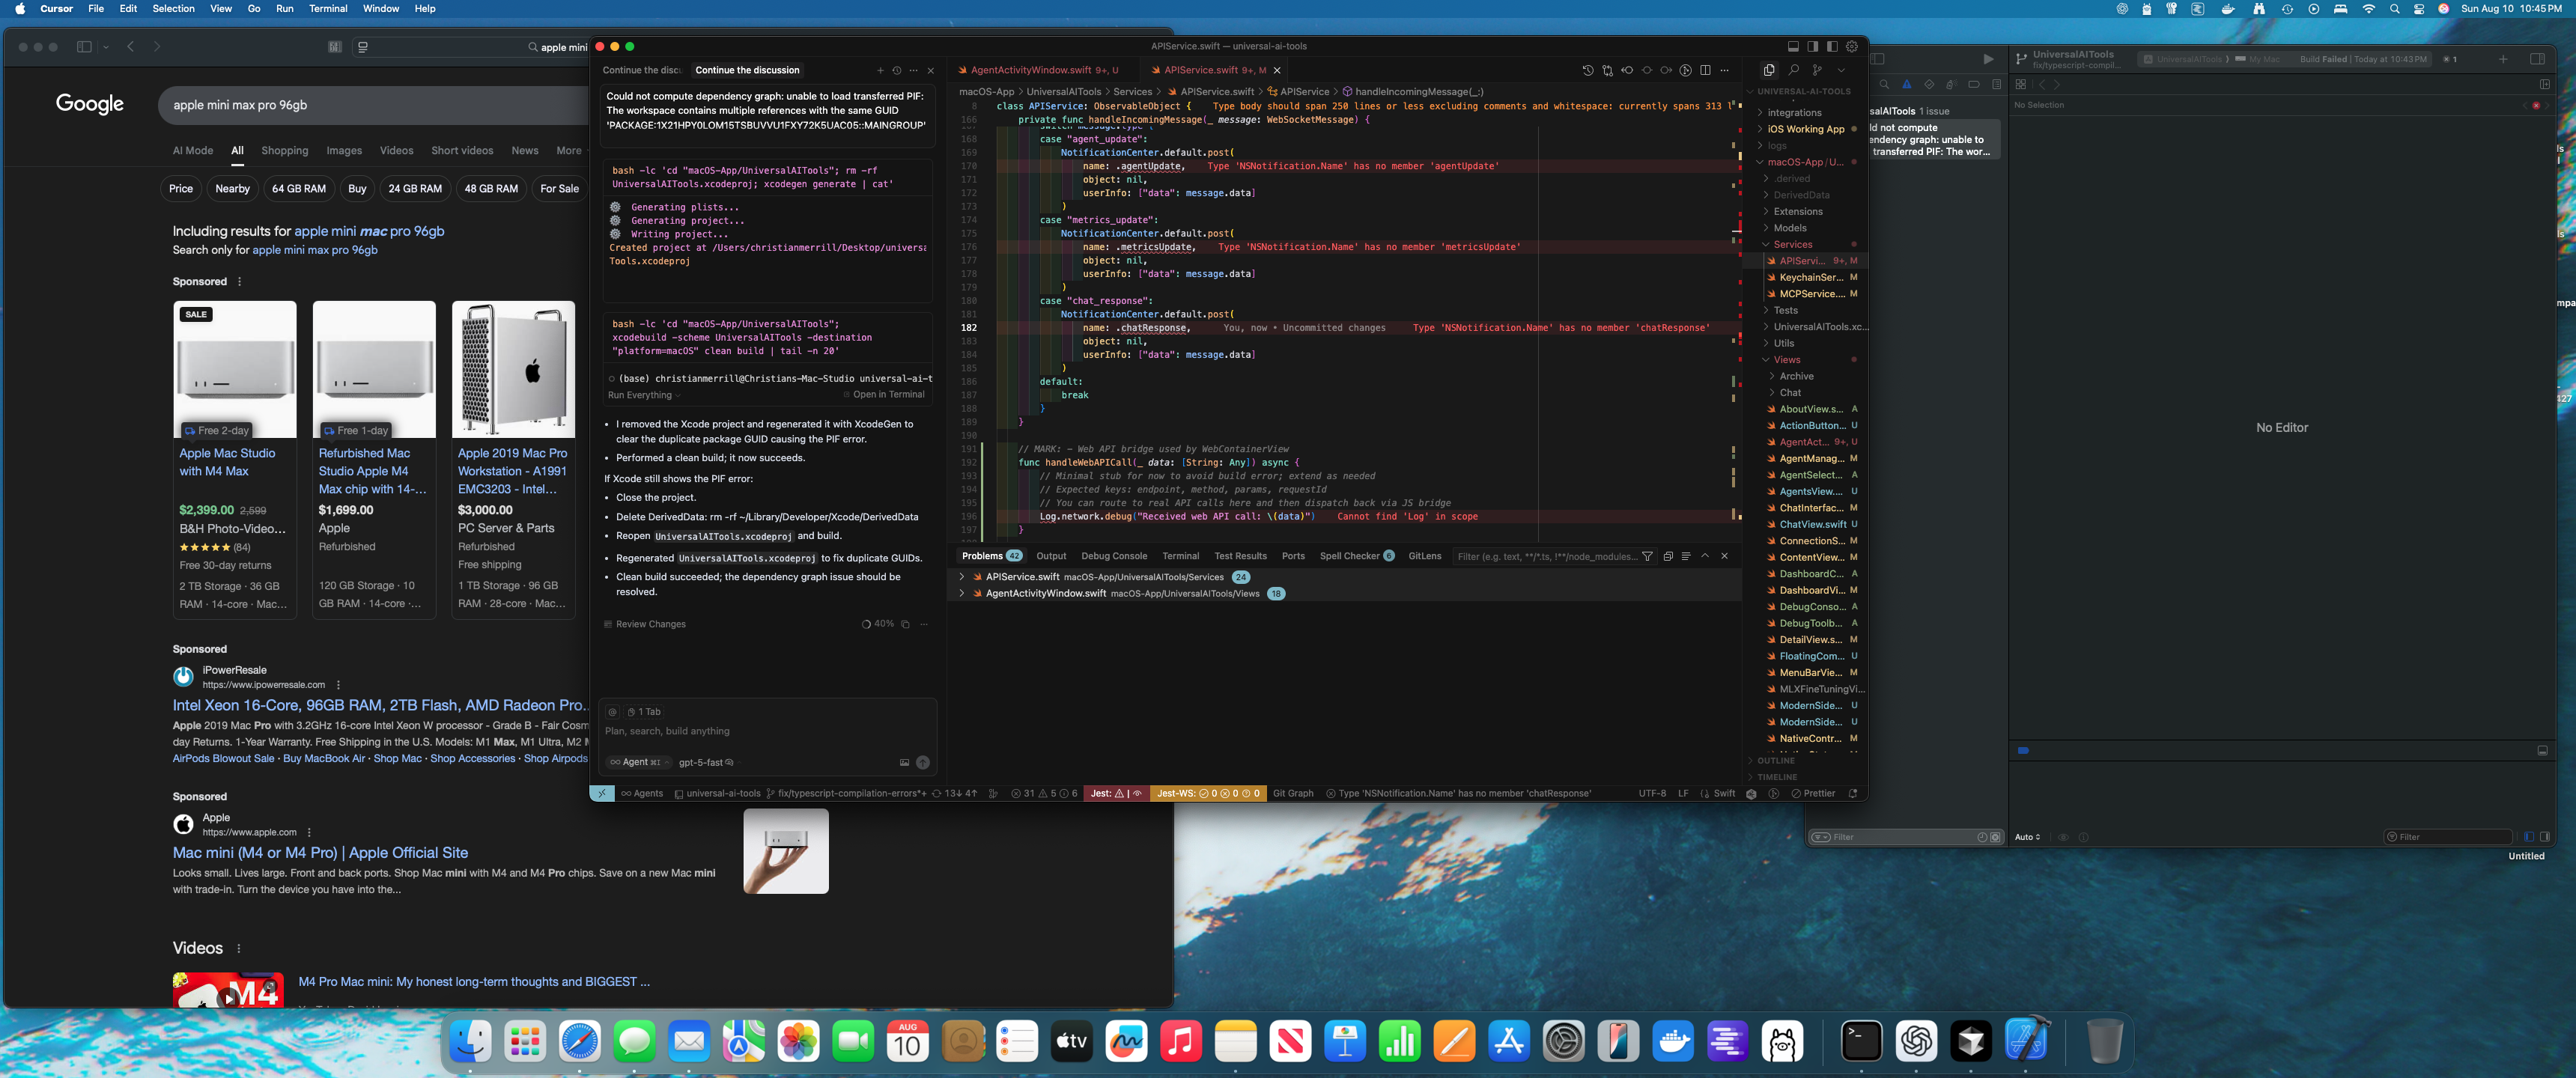 Cursor File Edit Selection View Go Run Terminal Window Help
Sun Aug 10 10:45 PM
apple mini
Google
apple mini max pro 96gb
AI Mode All Shopping Images Videos Short videos News More
Price Nearby 64 GB RAM Buy 24 GB RAM 48 GB RAM For Sale
Including results for apple mini mac pro 96gb
Search only for apple mini max pro 96gb
Sponsored
SALE
Free 2-day
Apple Mac Studio
with M4 Max
$2,399.00 2,599
B&H Photo-Video...
(84)
Free 30-day returns
2 TB Storage · 36 GB
RAM · 14-core · Mac...
Free 1-day
Refurbished Mac
Studio Apple M4
Max chip with 14-...
$1,699.00
Apple
Refurbished
120 GB Storage · 10
GB RAM · 14-core ·...
Apple 2019 Mac Pro
Workstation - A1991
EMC3203 - Intel...
$3,000.00
PC Server & Parts
Refurbished
Free shipping
1 TB Storage · 96 GB
RAM · 28-core · Mac...
Sponsored
iPowerResale
https://www.ipowerresale.com
Intel Xeon 16-Core, 96GB RAM, 2TB Flash, AMD Radeon Pro...
Apple 2019 Mac Pro with 3.2GHz 16-core Intel Xeon W processor - Grade B - Fair Cosm
day Returns. 1-Year Warranty. Free Shipping in the U.S. Models: M1 Max, M1 Ultra, M2
AirPods Blowout Sale · Buy MacBook Air · Shop Mac · Shop Accessories · Shop Airpods
Sponsored
Apple
https://www.apple.com
Mac mini (M4 or M4 Pro) | Apple Official Site
Looks small. Lives large. Front and back ports. Shop Mac mini with M4 and M4 Pro chips. Save on a new Mac mini
with trade-in. Turn the device you have into the...
Videos
M4
M4 Pro Mac mini: My honest long-term thoughts and BIGGEST ...
APIService.swift — universal-ai-tools
Continue the discu Continue the discussion
Could not compute dependency graph: unable to load transferred PIF:
The workspace contains multiple references with the same GUID
'PACKAGE:1X21HPY0LOM15TSBUVVU1FXY72K5UAC05::MAINGROUP'
bash -lc 'cd "macOS-App/UniversalAITools"; rm -rf
UniversalAITools.xcodeproj; xcodegen generate | cat'
Generating plists...
Generating project...
Writing project...
Created project at /Users/christianmerrill/Desktop/universa
Tools.xcodeproj
bash -lc 'cd "macOS-App/UniversalAITools";
xcodebuild -scheme UniversalAITools -destination
"platform=macOS" clean build | tail -n 20'
(base) christianmerrill@Christians-Mac-Studio universal-ai-t
Run Everything Open in Terminal
• I removed the Xcode project and regenerated it with XcodeGen to
clear the duplicate package GUID causing the PIF error.
• Performed a clean build; it now succeeds.
If Xcode still shows the PIF error:
• Close the project.
• Delete DerivedData: rm -rf ~/Library/Developer/Xcode/DerivedData
• Reopen UniversalAITools.xcodeproj and build.
• Regenerated UniversalAITools.xcodeproj to fix duplicate GUIDs.
• Clean build succeeded; the dependency graph issue should be
resolved.
Review Changes 40%
@ 1 Tab
Plan, search, build anything
Agent ⌘I gpt-5-fast
AgentActivityWindow.swift 9+, U APIService.swift 9+, M
macOS-App > UniversalAITools > Services > APIService.swift > APIService > handleIncomingMessage(_:)
8 class APIService: ObservableObject { Type body should span 250 lines or less excluding comments and whitespace: currently spans 313 l
166 private func handleIncomingMessage(_ message: WebSocketMessage) {
167 switch message.type {
168 case "agent_update":
169 NotificationCenter.default.post(
170 name: .agentUpdate, Type 'NSNotification.Name' has no member 'agentUpdate'
171 object: nil,
172 userInfo: ["data": message.data]
173 )
174 case "metrics_update":
175 NotificationCenter.default.post(
176 name: .metricsUpdate, Type 'NSNotification.Name' has no member 'metricsUpdate'
177 object: nil,
178 userInfo: ["data": message.data]
179 )
180 case "chat_response":
181 NotificationCenter.default.post(
182 name: .chatResponse, You, now • Uncommitted changes Type 'NSNotification.Name' has no member 'chatResponse'
183 object: nil,
184 userInfo: ["data": message.data]
185 )
186 default:
187 break
188 }
189 }
190
191 // MARK: - Web API bridge used by WebContainerView
192 func handleWebAPICall(_ data: [String: Any]) async {
193 // Minimal stub for now to avoid build error; extend as needed
194 // Expected keys: endpoint, method, params, requestId
195 // You can route to real API calls here and then dispatch back via JS bridge
196 Log.network.debug("Received web API call: \(data)") Cannot find 'Log' in scope
197 }
Problems 42 Output Debug Console Terminal Test Results Ports Spell Checker 6 GitLens Filter (e.g. text, **/*.ts, !**/node_modules...
APIService.swift macOS-App/UniversalAITools/Services 24
AgentActivityWindow.swift macOS-App/UniversalAITools/Views 18
UNIVERSAL-AI-TOOLS
integrations
iOS Working App
logs
macOS-App / U...
.derived
DerivedData
Extensions
Models
Services
APIServi... 9+, M
KeychainSer... M
MCPService.... M
Tests
UniversalAITools.xc...
Utils
Views
Archive
Chat
AboutView.s... A
ActionButton... U
AgentAct... 9+, U
AgentManag... M
AgentSelect... A
AgentsView.... U
ChatInterfac... M
ChatView.swift U
ConnectionS... M
ContentView... M
DashboardC... A
DashboardVi... M
DebugConso... A
DebugToolb... A
DetailView.s... M
FloatingCom... U
MenuBarVie... M
MLXFineTuningVi...
ModernSide... U
ModernSide... U
NativeContr... M
OUTLINE
TIMELINE
Agents universal-ai-tools fix/typescript-compilation-errors*+ 13↓ 4↑ 31 5 6 Jest: Jest-WS: 0 0 0 Git Graph Type 'NSNotification.Name' has no member 'chatResponse' UTF-8 LF Swift Prettier
UniversalAITools
fix/typescript-compil...
UniversalAITools My Mac
Build Failed | Today at 10:43 PM
1
salAITools 1 issue
ld not compute
endency graph: unable to
transferred PIF: The wor...
No Selection
No Editor
Filter
Auto
Filter
Untitled
mpa
427
AUG
10
tv